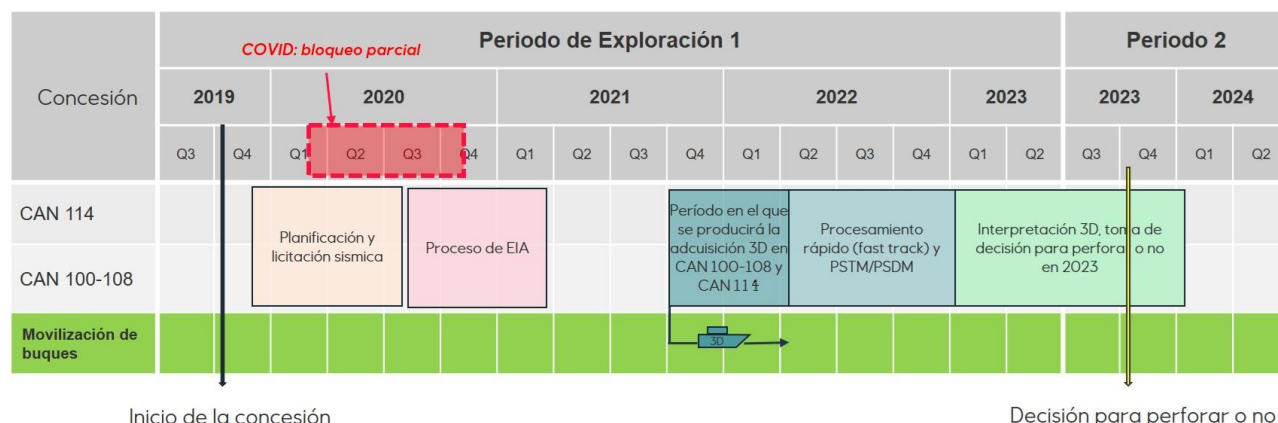 COVID: bloqueo parcial
Periodo de Exploración 1
Periodo 2
Concesión
2019
2020
2021
2022
2023
2023
2024
Q3
Q4
Q1
Q2
Q3
Q4
Q1
Q2
Q3
Q4
Q1
Q2
Q3
Q4
Q1
Q2
Q3
Q4
Q1
Q2
CAN 114
CAN 100-108
Planificación y
licitación sismica
Proceso de EIA
Período en el que
se producirá la
adcuisición 3D en
CAN 100-108 y
CAN 114
Procesamiento
rápido (fast track) y
PSTM/PSDM
Interpretación 3D, toma de
decisión para perforar o no
en 2023
Movilización de
buques
3D
Inicio de la concesión
Decisión para perforar o no